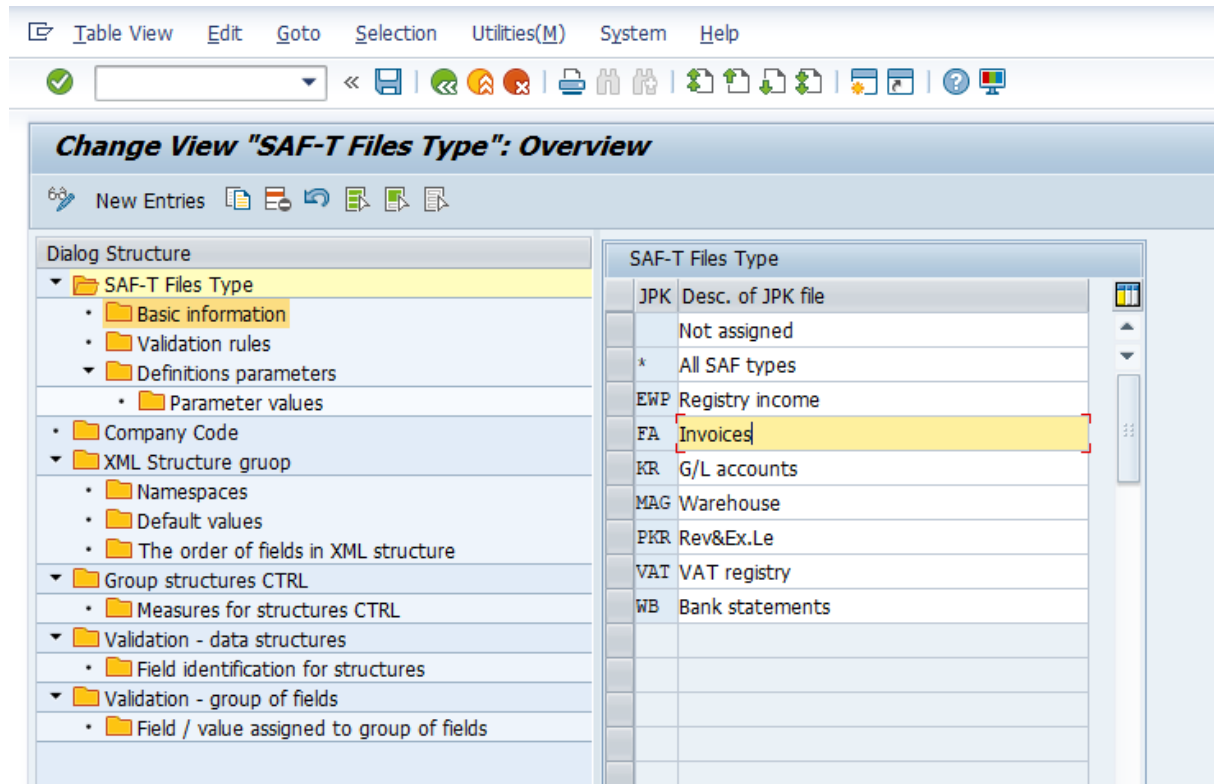 Table View Edit Goto Selection Utilities(M) System Help
Change View "SAF-T Files Type": Overview
New Entries
Dialog Structure
SAF-T Files Type
Basic information
Validation rules
Definitions parameters
Parameter values
Company Code
XML Structure gruop
Namespaces
Default values
The order of fields in XML structure
Group structures CTRL
Measures for structures CTRL
Validation - data structures
Field identification for structures
Validation - group of fields
Field / value assigned to group of fields
SAF-T Files Type
JPK Desc. of JPK file
Not assigned
* All SAF types
EWP Registry income
FA Invoices
KR G/L accounts
MAG Warehouse
PKR Rev&Ex.Le
VAT VAT registry
WB Bank statements